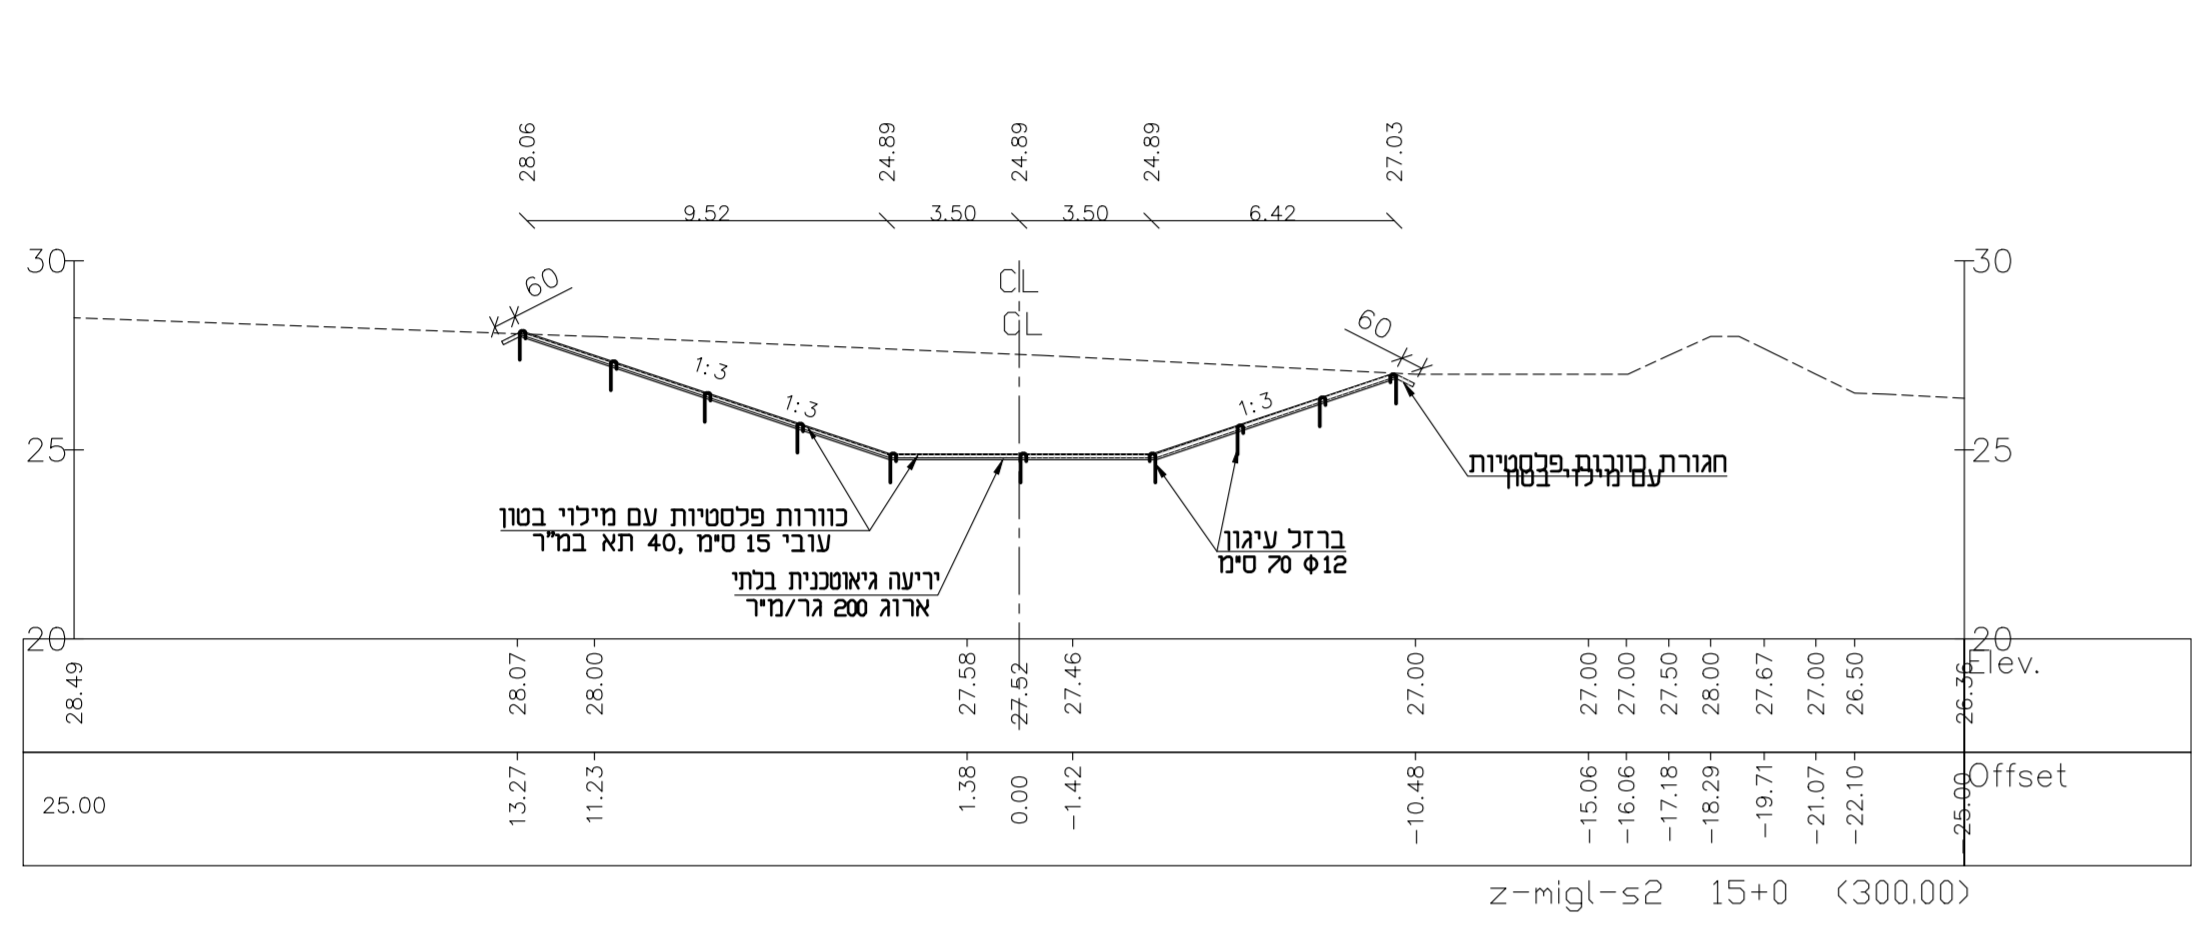 28.06 24.89 24.89 24.89 27.03
9.52 3.50 3.50 6.42
30 30
CL
CL
60 60
1:3
1:3 1:3
25 25
חגורת כוורות פלסטיות
עם מילוי בטון
כוורות פלסטיות עם מילוי בטון
עובי 15 ס"מ, 40 תא במ"ר
ברזל עיגון
Φ12 70 ס"מ
יריעה גיאוטכנית בלתי
ארוג 200 גר/מ"ר
20 20
28.49 28.07 28.00 27.58 27.52 27.46 27.00 27.00 27.00 27.50 28.00 27.67 27.00 26.50 26.36 Elev.
25.00 13.27 11.23 1.38 0.00 -1.42 -10.48 -15.06 -16.06 -17.18 -18.29 -19.71 -21.07 -22.10 -25.00 Offset
z-migl-s2 15+0 (300.00)